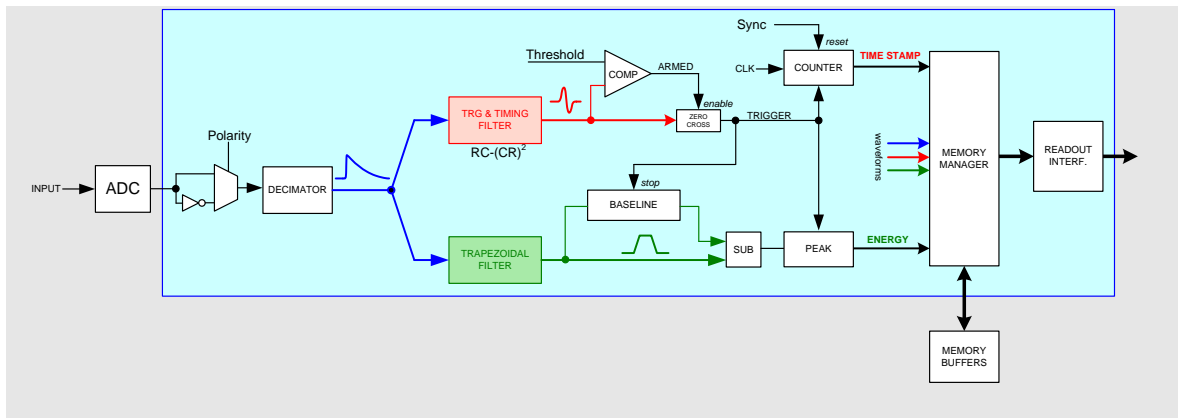 Sync
reset
Threshold
ARMED
COMP
CLK
COUNTER
TIME STAMP
enable
ZERO
CROSS
TRIGGER
TRG & TIMING
FILTER
RC-(CR)²
Polarity
INPUT
ADC
DECIMATOR
stop
BASELINE
waveforms
MEMORY
MANAGER
READOUT
INTERF.
TRAPEZOIDAL
FILTER
SUB
PEAK
ENERGY
MEMORY
BUFFERS